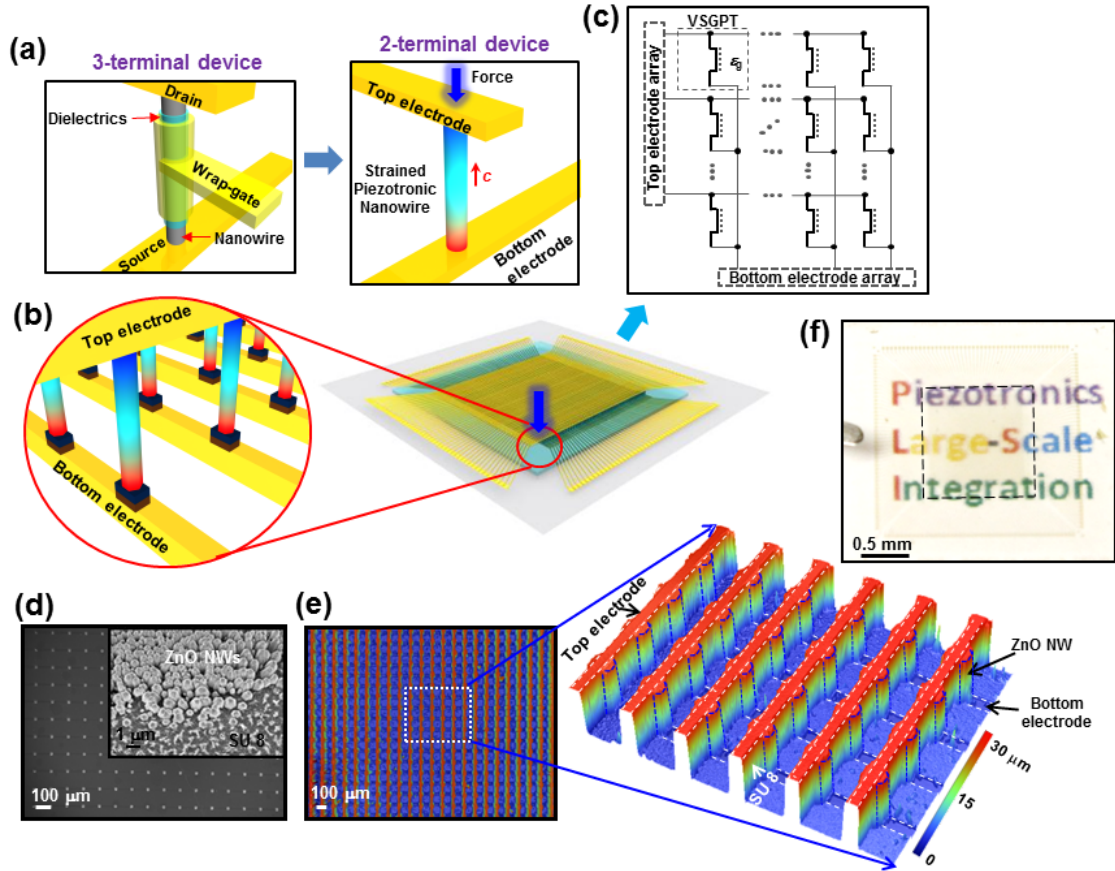 (a)
3-terminal device
Drain
Dielectrics
Wrap-gate
Nanowire
Source
2-terminal device
Force
Top electrode
Strained
Piezotronic
Nanowire
c
Bottom
electrode
(c)
VSGPT
εg
Top electrode array
Bottom electrode array
(b)
Top electrode
Bottom electrode
(f)
Piezotronics
Large-Scale
Integration
0.5 mm
(d)
ZnO NWs
1 μm
SU 8
100 μm
(e)
100 μm
Top electrode
ZnO NW
Bottom
electrode
SU 8
30 μm
15
0